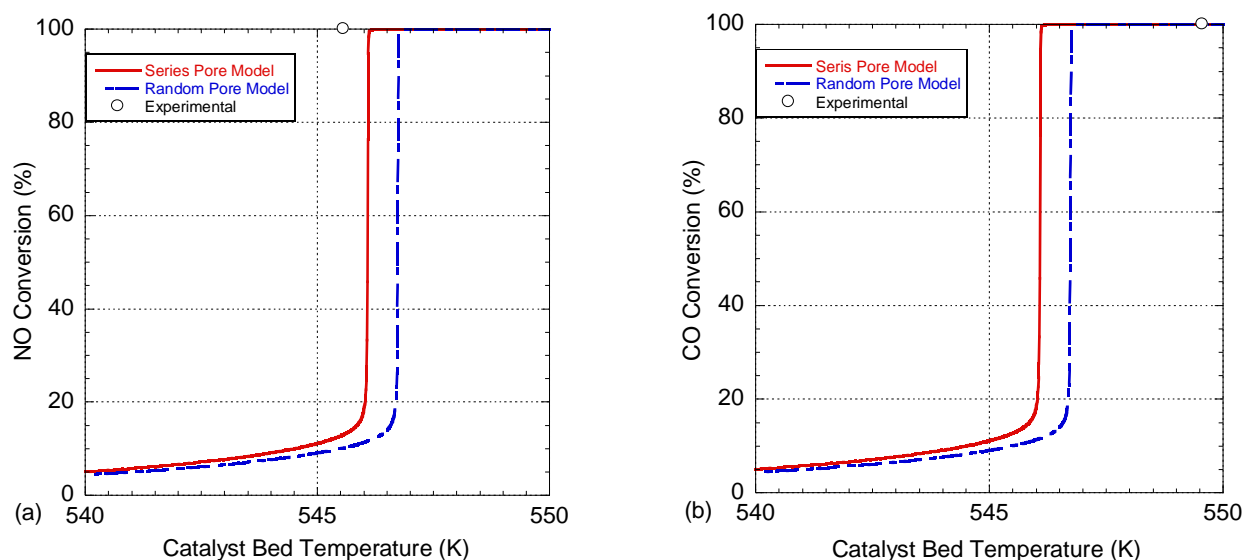 100
80
60
40
20
0
540
545
550
NO Conversion (%)
Catalyst Bed Temperature (K)
Series Pore Model
Random Pore Model
Experimental
(a)
100
80
60
40
20
0
540
545
550
CO Conversion (%)
Catalyst Bed Temperature (K)
Seris Pore Model
Random Pore Model
Experimental
(b)